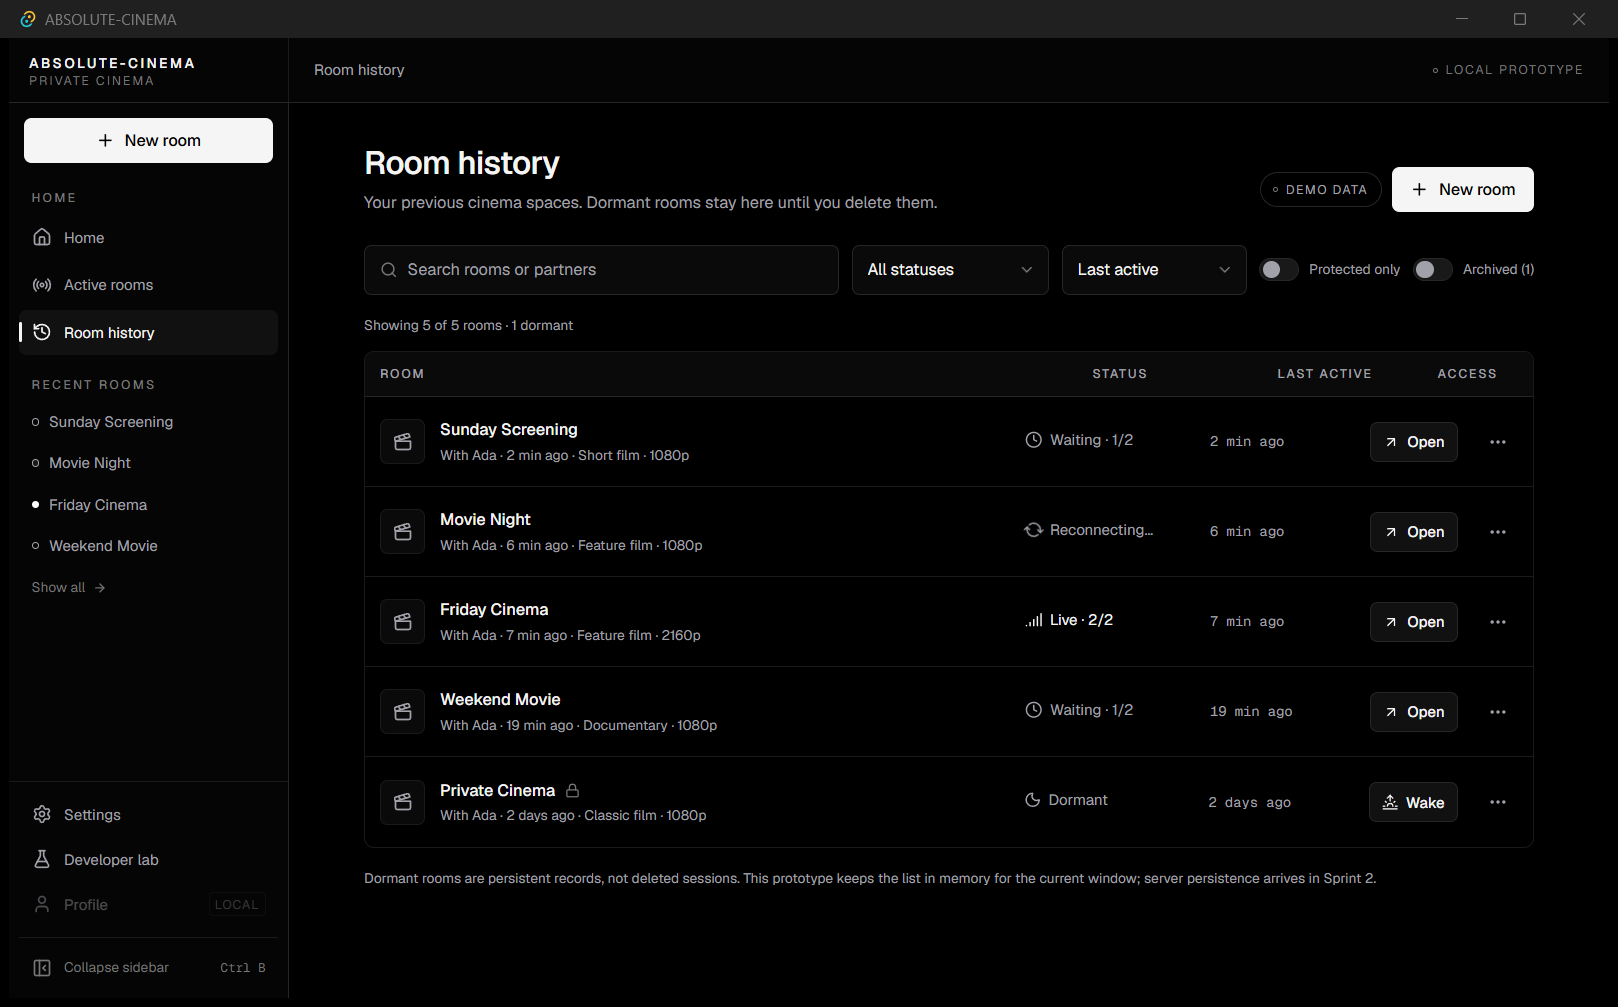 ABSOLUTE-CINEMA
ABSOLUTE-CINEMA
PRIVATE CINEMA
Room history
LOCAL PROTOTYPE
New room
HOME
Home
Active rooms
Room history
RECENT ROOMS
Sunday Screening
Movie Night
Friday Cinema
Weekend Movie
Show all →
Settings
Developer lab
Profile LOCAL
Collapse sidebar Ctrl B
Room history
Your previous cinema spaces. Dormant rooms stay here until you delete them.
DEMO DATA
New room
Search rooms or partners
All statuses
Last active
Protected only
Archived (1)
Showing 5 of 5 rooms · 1 dormant
ROOM STATUS LAST ACTIVE ACCESS
Sunday Screening
With Ada · 2 min ago · Short film · 1080p
Waiting · 1/2
2 min ago
Open
Movie Night
With Ada · 6 min ago · Feature film · 1080p
Reconnecting...
6 min ago
Open
Friday Cinema
With Ada · 7 min ago · Feature film · 2160p
Live · 2/2
7 min ago
Open
Weekend Movie
With Ada · 19 min ago · Documentary · 1080p
Waiting · 1/2
19 min ago
Open
Private Cinema
With Ada · 2 days ago · Classic film · 1080p
Dormant
2 days ago
Wake
Dormant rooms are persistent records, not deleted sessions. This prototype keeps the list in memory for the current window; server persistence arrives in Sprint 2.